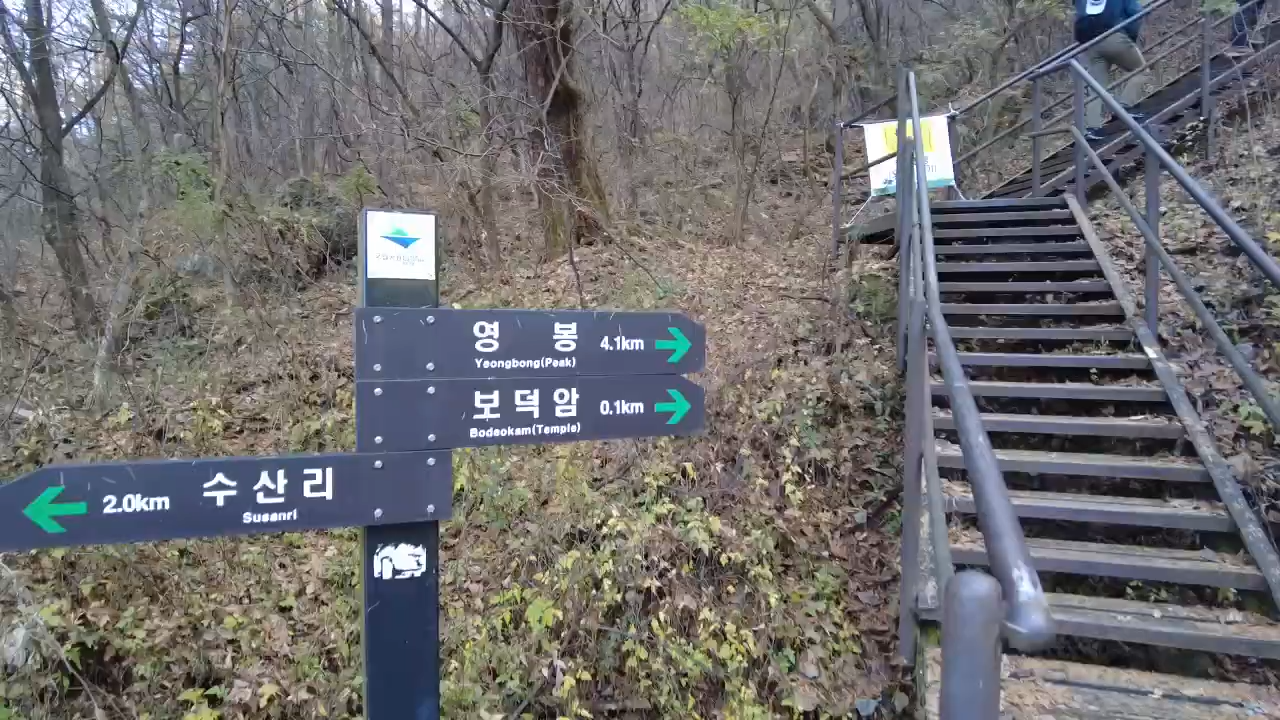 영 봉 4.1km
Yeongbong(Peak)
보덕암 0.1km
Bodeokam(Temple)
2.0km 수산리
Susanri